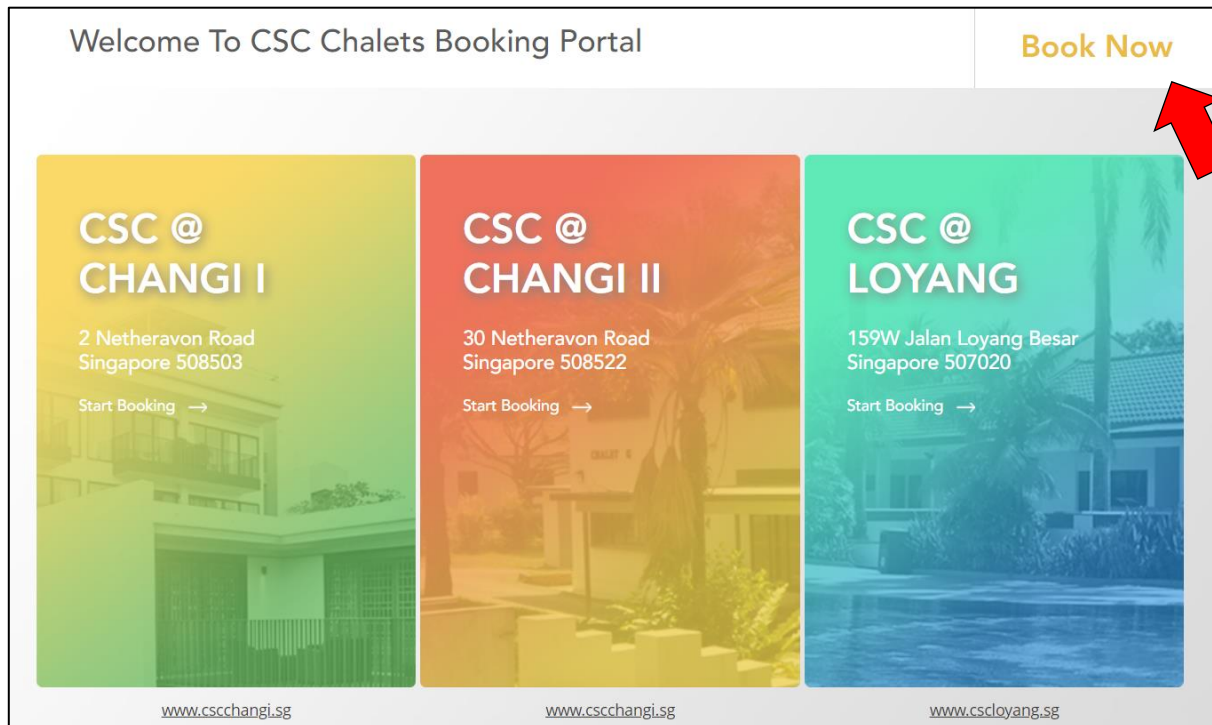 Welcome To CSC Chalets Booking Portal
Book Now
CSC @
CHANGI I
2 Netheravon Road
Singapore 508503
Start Booking →
CSC @
CHANGI II
30 Netheravon Road
Singapore 508522
Start Booking →
CHALET G
CSC @
LOYANG
159W Jalan Loyang Besar
Singapore 507020
Start Booking →
www.cscchangi.sg
www.cscchangi.sg
www.cscloyang.sg